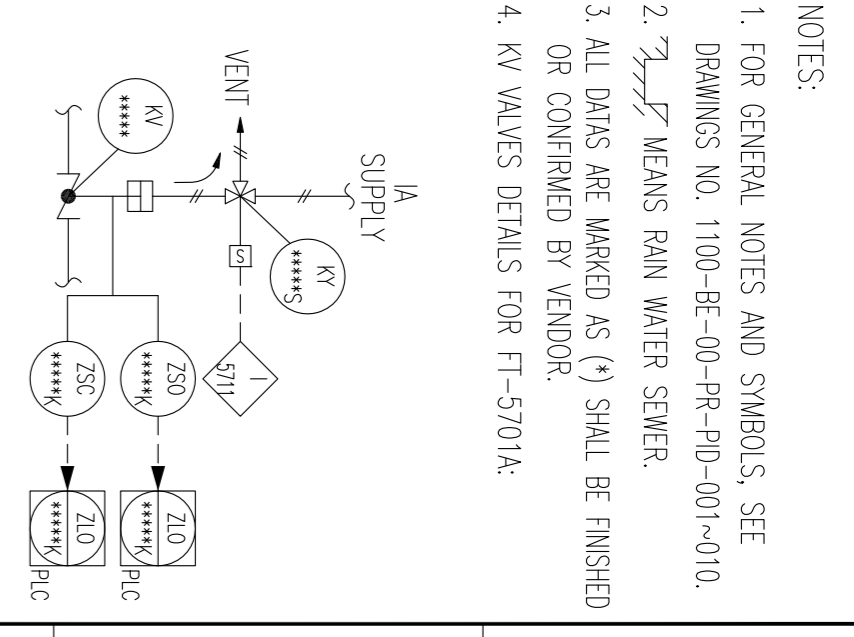 NOTES:
1. FOR GENERAL NOTES AND SYMBOLS, SEE
DRAWINGS NO. 1100-BE-00-PR-PID-001~010.
2. MEANS RAIN WATER SEWER.
3. ALL DATAS ARE MARKED AS (*) SHALL BE FINISHED
OR CONFIRMED BY VENDOR.
4. KV VALVES DETAILS FOR FT-5701A:
IA
SUPPLY
VENT
KY
*****S
S
I
5711
KV
*****
ZSO
*****K
ZLO
*****K
PLC
ZSC
*****K
ZLO
*****K
PLC